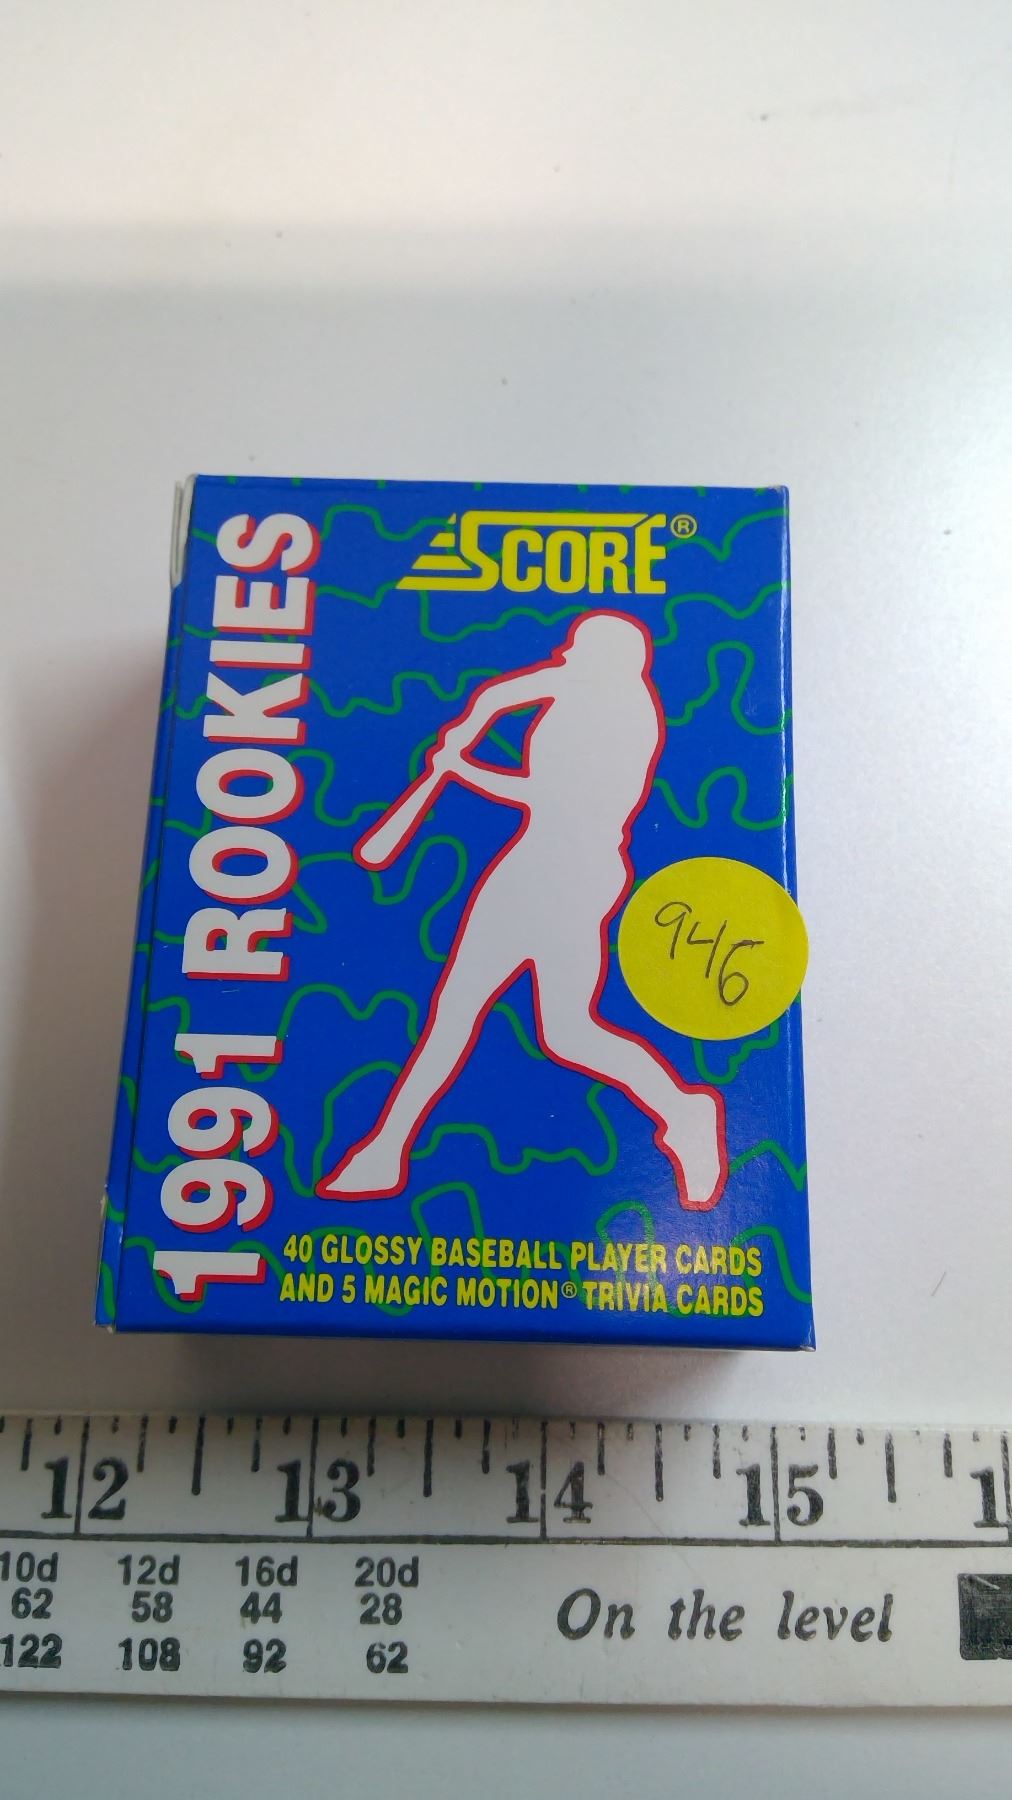 SCORE®
1991 ROOKIES
946
40 GLOSSY BASEBALL PLAYER CARDS
AND 5 MAGIC MOTION® TRIVIA CARDS
12 13 14 15 1
10d 12d 16d 20d
62 58 44 28
122 108 92 62
On the level